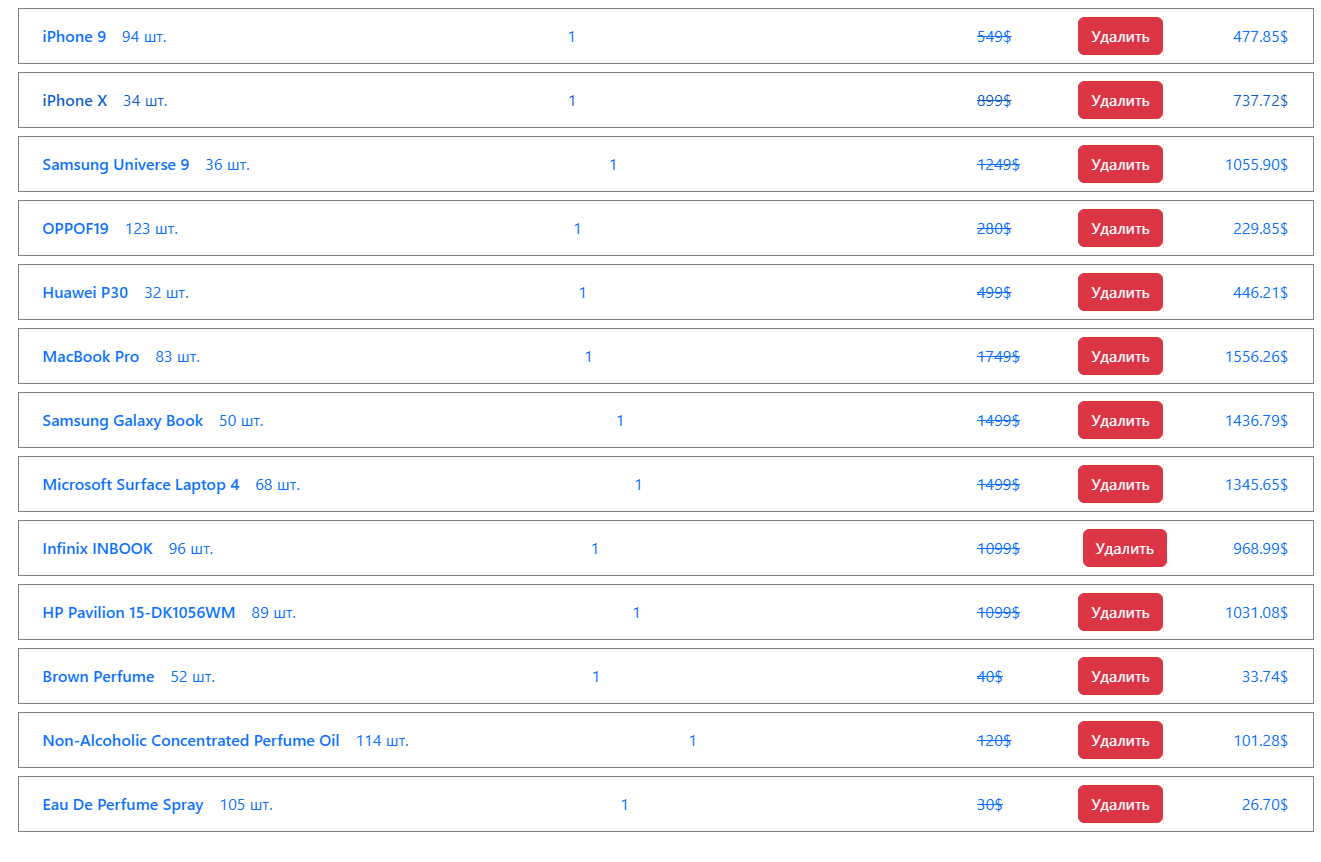 iPhone 9 94 шт. 1 549$ Удалить 477.85$
iPhone X 34 шт. 1 899$ Удалить 737.72$
Samsung Universe 9 36 шт. 1 1249$ Удалить 1055.90$
OPPOF19 123 шт. 1 280$ Удалить 229.85$
Huawei P30 32 шт. 1 499$ Удалить 446.21$
MacBook Pro 83 шт. 1 1749$ Удалить 1556.26$
Samsung Galaxy Book 50 шт. 1 1499$ Удалить 1436.79$
Microsoft Surface Laptop 4 68 шт. 1 1499$ Удалить 1345.65$
Infinix INBOOK 96 шт. 1 1099$ Удалить 968.99$
HP Pavilion 15-DK1056WM 89 шт. 1 1099$ Удалить 1031.08$
Brown Perfume 52 шт. 1 40$ Удалить 33.74$
Non-Alcoholic Concentrated Perfume Oil 114 шт. 1 120$ Удалить 101.28$
Eau De Perfume Spray 105 шт. 1 30$ Удалить 26.70$